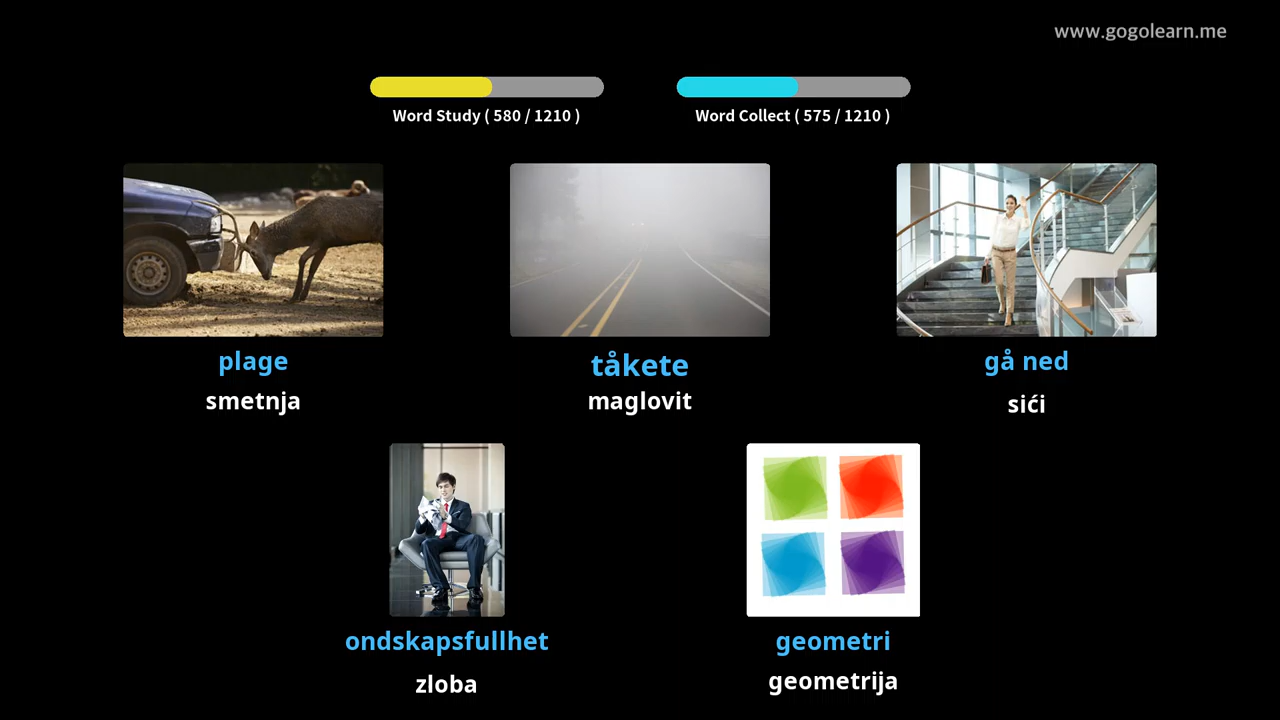 www.gogolearn.me
Word Study ( 580 / 1210 )
Word Collect ( 575 / 1210 )
plage
tåkete
gå ned
smetnja
maglovit
sići
ondskapsfullhet
geometri
zloba
geometrija